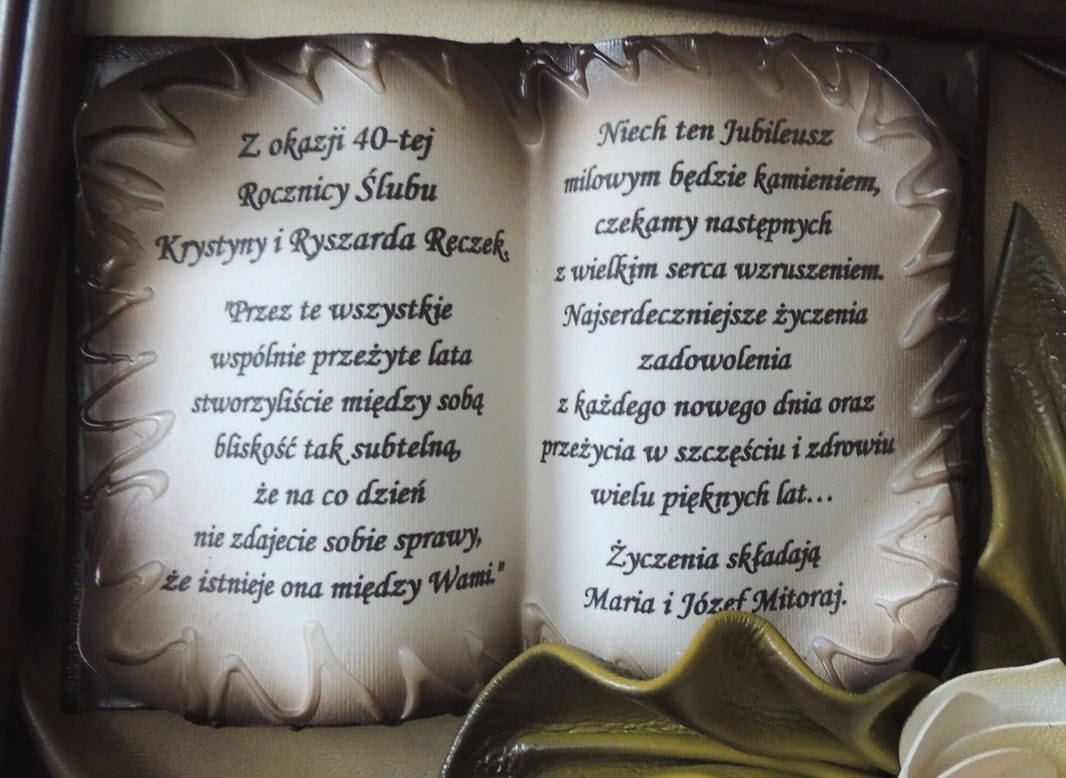 Z okazji 40-tej
Rocznicy Ślubu
Krystyny i Ryszarda Ręczek,
"Przez te wszystkie
wspólnie przeżyte lata
stworzyliście między sobą
bliskość tak subtelną,
że na co dzień
nie zdajecie sobie sprawy,
że istnieje ona między Wami."
Niech ten Jubileusz
milowym będzie kamieniem,
czekamy następnych
z wielkim serca wzruszeniem.
Najserdeczniejsze życzenia
zadowolenia
z każdego nowego dnia oraz
przeżycia w szczęściu i zdrowiu
wielu pięknych lat...
Życzenia składają
Maria i Józef Mitoraj.